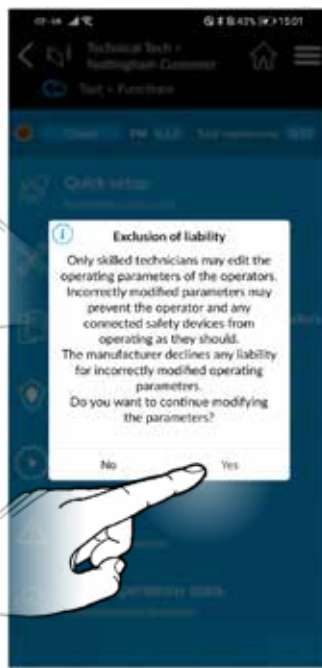 43% 15:01
Technical Tech >
Nottingham Customer
Test > Functions
Closed FW
Quick setup
Exclusion of liability
Only skilled technicians may edit the
operating parameters of the operators.
Incorrectly modified parameters may
prevent the operator and any
connected safety devices from
operating as they should.
The manufacturer declines any liability
for incorrectly modified operating
parameters.
Do you want to continue modifying
the parameters?
No Yes